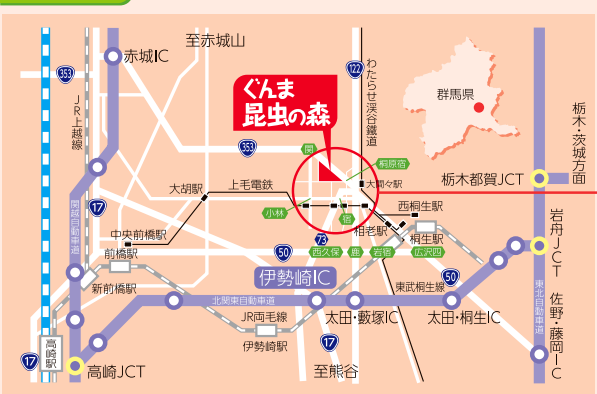 至赤城山
赤城IC
353
JR上越線
122
わたらせ渓谷鐵道
ぐんま
昆虫の森
群馬県
栃木・茨城方面
関
353
桐原宿
大間々駅
栃木都賀JCT
大胡駅
上毛電鉄
小林
宿
西桐生駅
17
関越自動車道
中央前橋駅
前橋駅
新前橋駅
73
相老駅
桐生駅
50
西久保
鹿
岩宿
広沢四
岩舟JCT
伊勢崎IC
50
東武桐生線
北関東自動車道
東北自動車道
JR両毛線
伊勢崎駅
太田・藪塚IC
太田・桐生IC
佐野・藤岡IC
17
高崎駅
高崎JCT
17
至熊谷